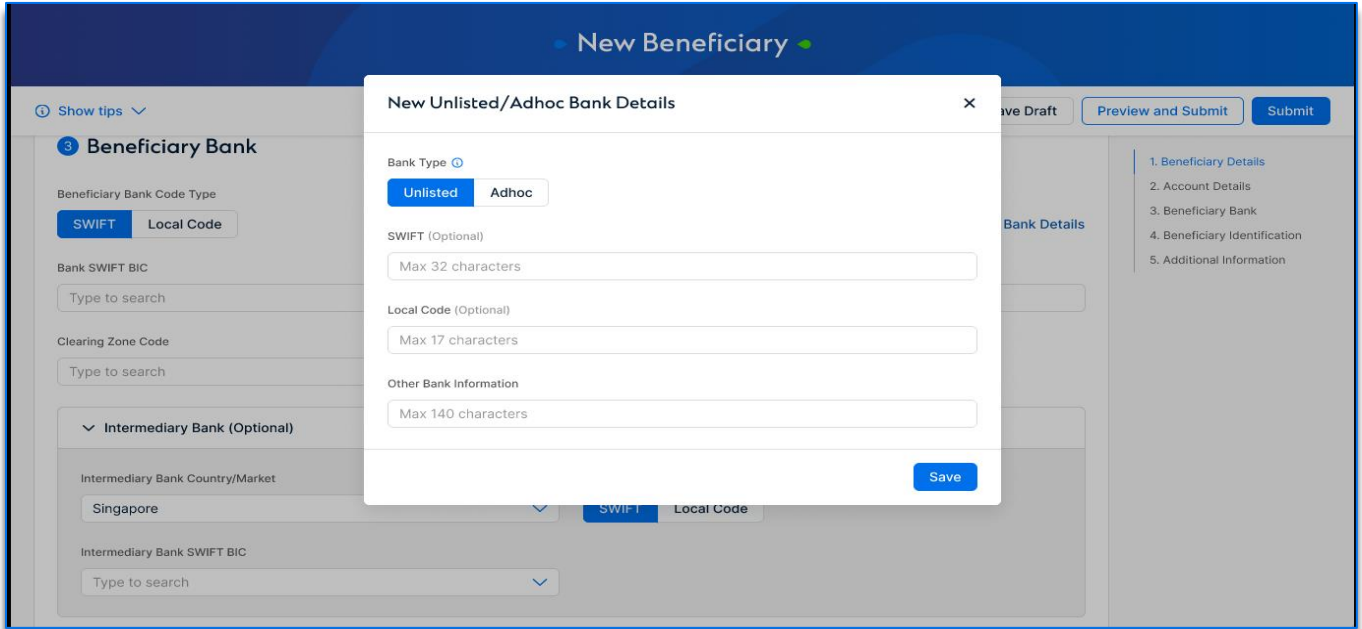 New Beneficiary
Show tips
ave Draft
Preview and Submit
Submit
3 Beneficiary Bank
Beneficiary Bank Code Type
SWIFT Local Code
Bank Details
Bank SWIFT BIC
Type to search
Clearing Zone Code
Type to search
Intermediary Bank (Optional)
Intermediary Bank Country/Market
Singapore
SWIFT Local Code
Intermediary Bank SWIFT BIC
Type to search
New Unlisted/Adhoc Bank Details
Bank Type
Unlisted Adhoc
SWIFT (Optional)
Max 32 characters
Local Code (Optional)
Max 17 characters
Other Bank Information
Max 140 characters
Save
1. Beneficiary Details
2. Account Details
3. Beneficiary Bank
4. Beneficiary Identification
5. Additional Information